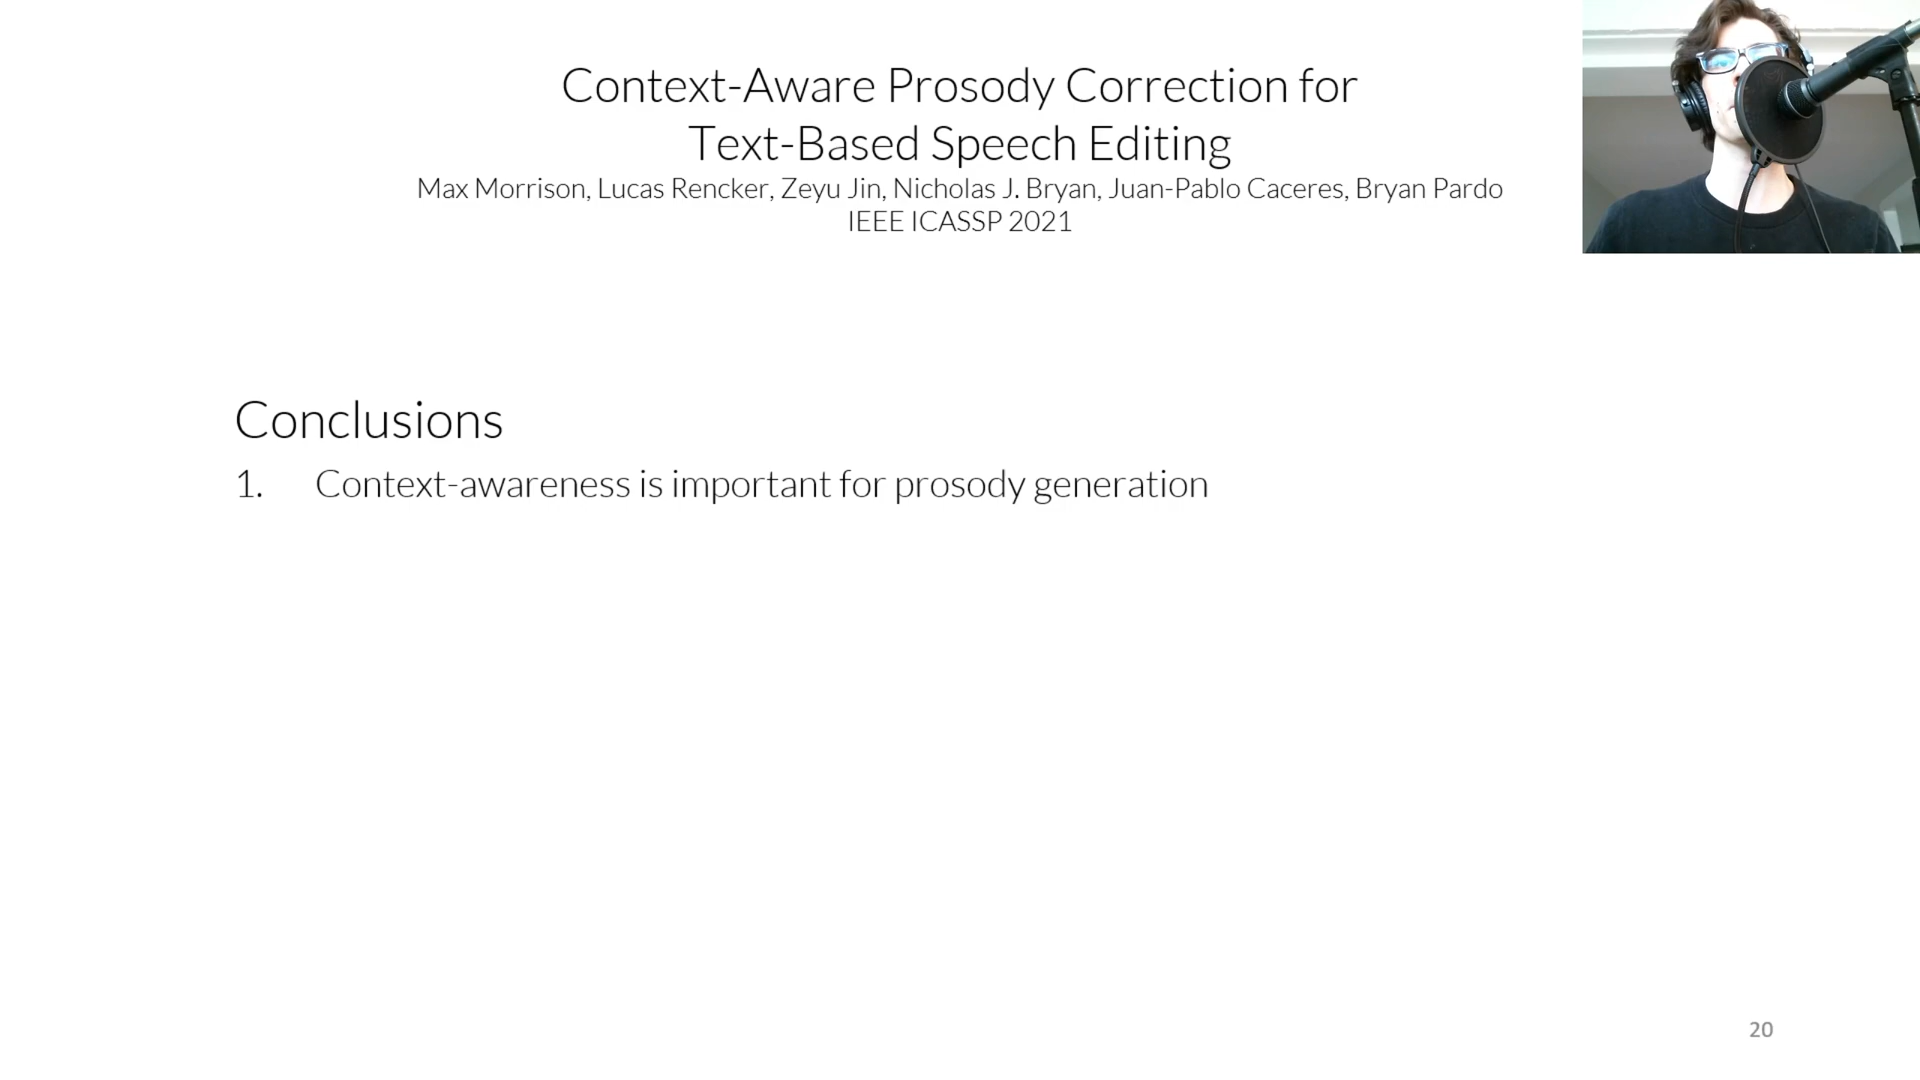 Context-Aware Prosody Correction for
Text-Based Speech Editing
Max Morrison, Lucas Rencker, Zeyu Jin, Nicholas J. Bryan, Juan-Pablo Caceres, Bryan Pardo
IEEE ICASSP 2021
Conclusions
1. Context-awareness is important for prosody generation
20